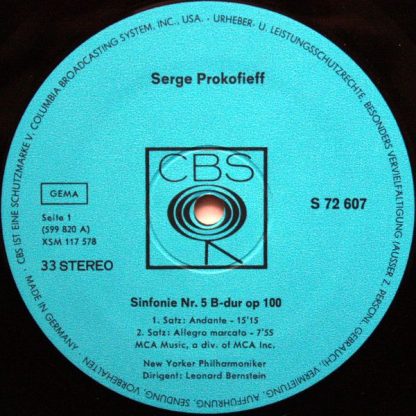 CBS IST EINE SCHUTZMARKE V. COLUMBIA BROADCASTING SYSTEM, INC., USA. - URHEBER- U. LEISTUNGSSCHUTZRECHTE, BESONDERS VERVIELFÄLTIGUNG (AUSSER Z. PERSÖNL. GEBRAUCH), VERMIETUNG, AUFFÜHRUNG, SENDUNG, VORBEHALTEN · MADE IN GERMANY ·
Serge Prokofieff
CBS
GEMA
S 72 607
Seite 1
(S99 820 A)
XSM 117 578
33 STEREO
Sinfonie Nr. 5 B-dur op 100
1. Satz: Andante - 15'15
2. Satz: Allegro marcato - 7'55
MCA Music, a div. of MCA Inc.
New Yorker Philharmoniker
Dirigent: Leonard Bernstein